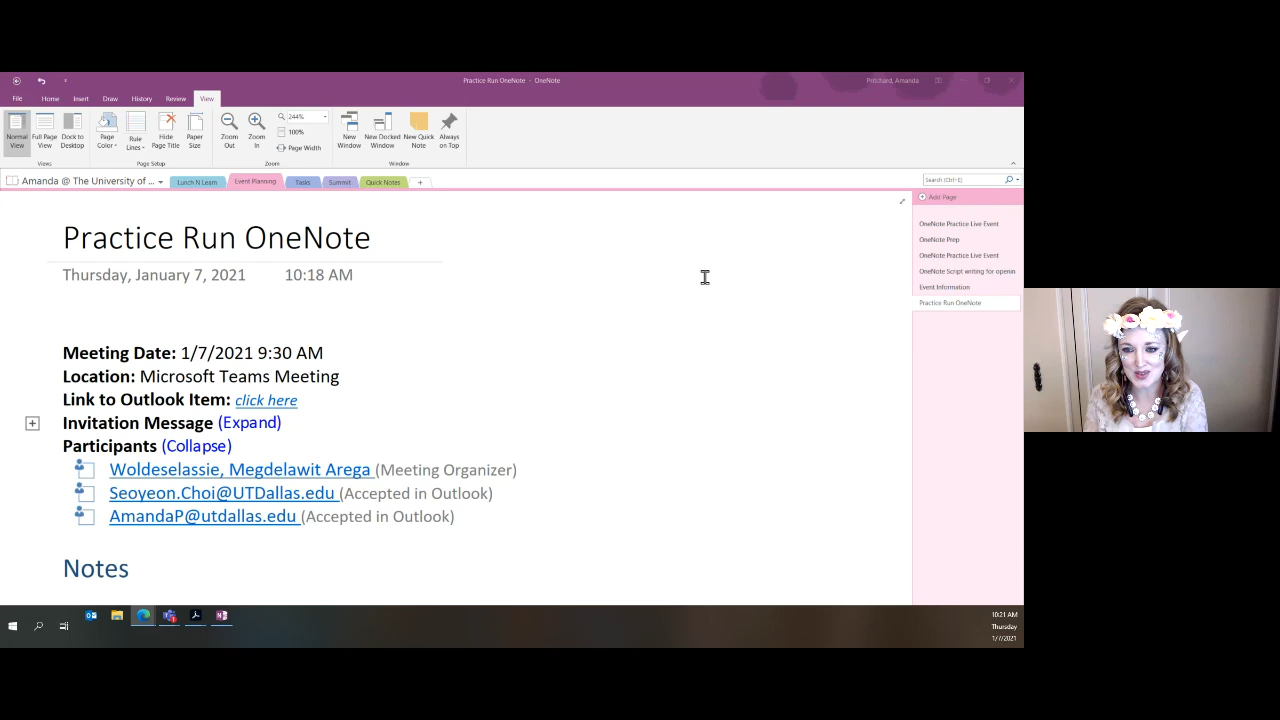 Practice Run OneNote - OneNote
Pritchard, Amanda
File Home Insert Draw History Review View
Normal View
Full Page View
Dock to Desktop
Views
Page Color
Rule Lines
Hide Page Title
Paper Size
Page Setup
Zoom Out
Zoom In
244%
100%
Page Width
Zoom
New Window
New Docked Window
New Quick Note
Always on Top
Window
Amanda @ The University of ...
Lunch N Learn
Event Planning
Tasks
Summit
Quick Notes
Search (Ctrl+E)
Add Page
OneNote Practice Live Event
OneNote Prep
OneNote Practice Live Event
OneNote Script writing for openin
Event Information
Practice Run OneNote
Practice Run OneNote
Thursday, January 7, 2021 10:18 AM
Meeting Date: 1/7/2021 9:30 AM
Location: Microsoft Teams Meeting
Link to Outlook Item: click here
Invitation Message (Expand)
Participants (Collapse)
Woldeselassie, Megdelawit Arega (Meeting Organizer)
Seoyeon.Choi@UTDallas.edu (Accepted in Outlook)
AmandaP@utdallas.edu (Accepted in Outlook)
Notes
10:21 AM
Thursday
1/7/2021